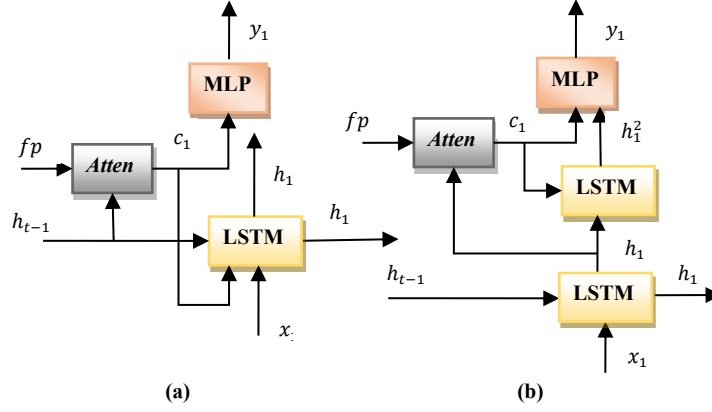 y₁
MLP
fp
c₁
Atten
h₁
hₜ₋₁
LSTM
h₁
x₁
(a)
y₁
MLP
fp
c₁
h₁²
Atten
LSTM
h₁
hₜ₋₁
h₁
LSTM
x₁
(b)